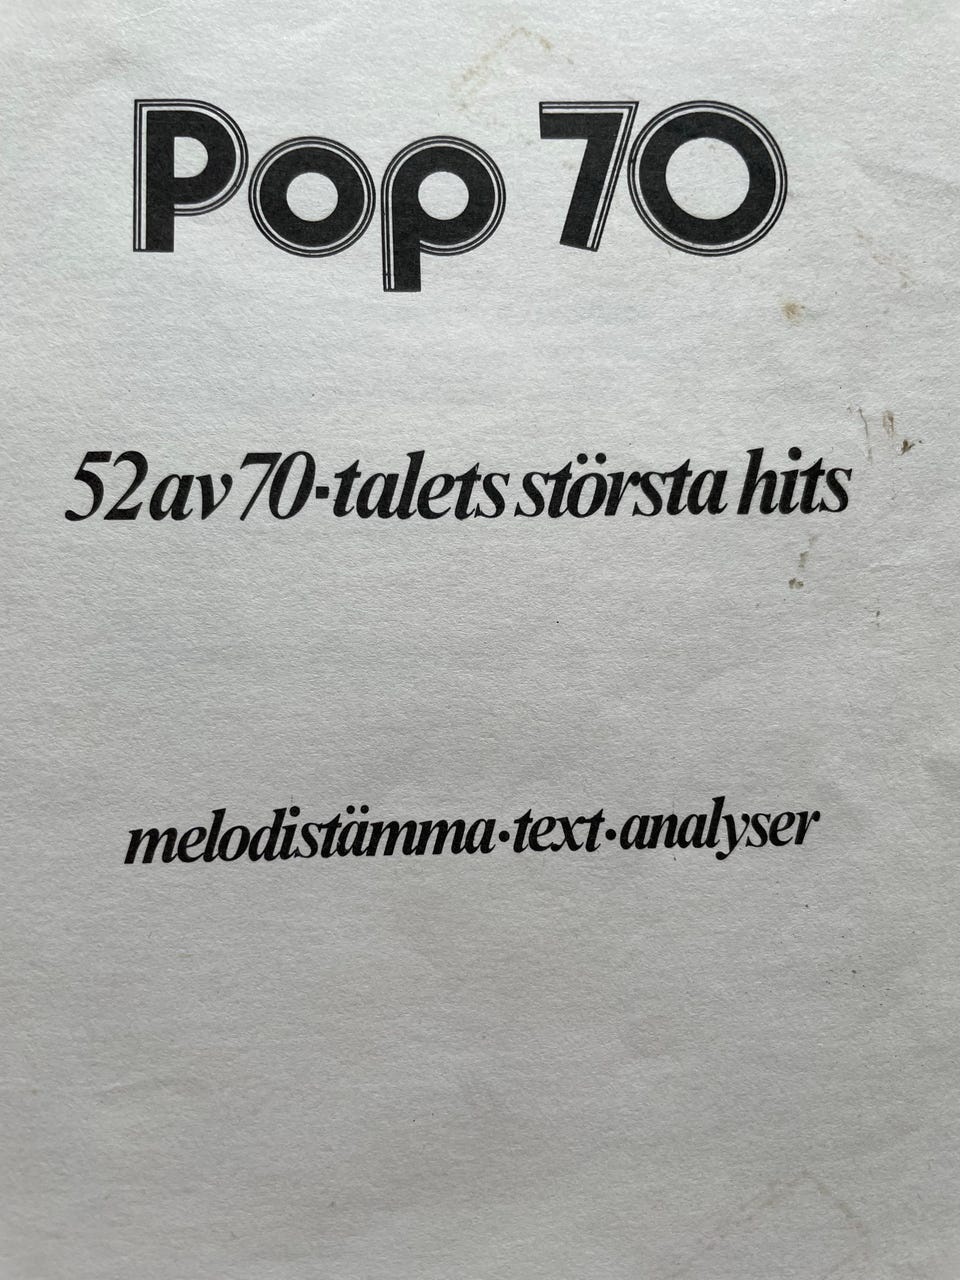 Pop 70
52 av 70-talets största hits
melodistämma·text·analyser